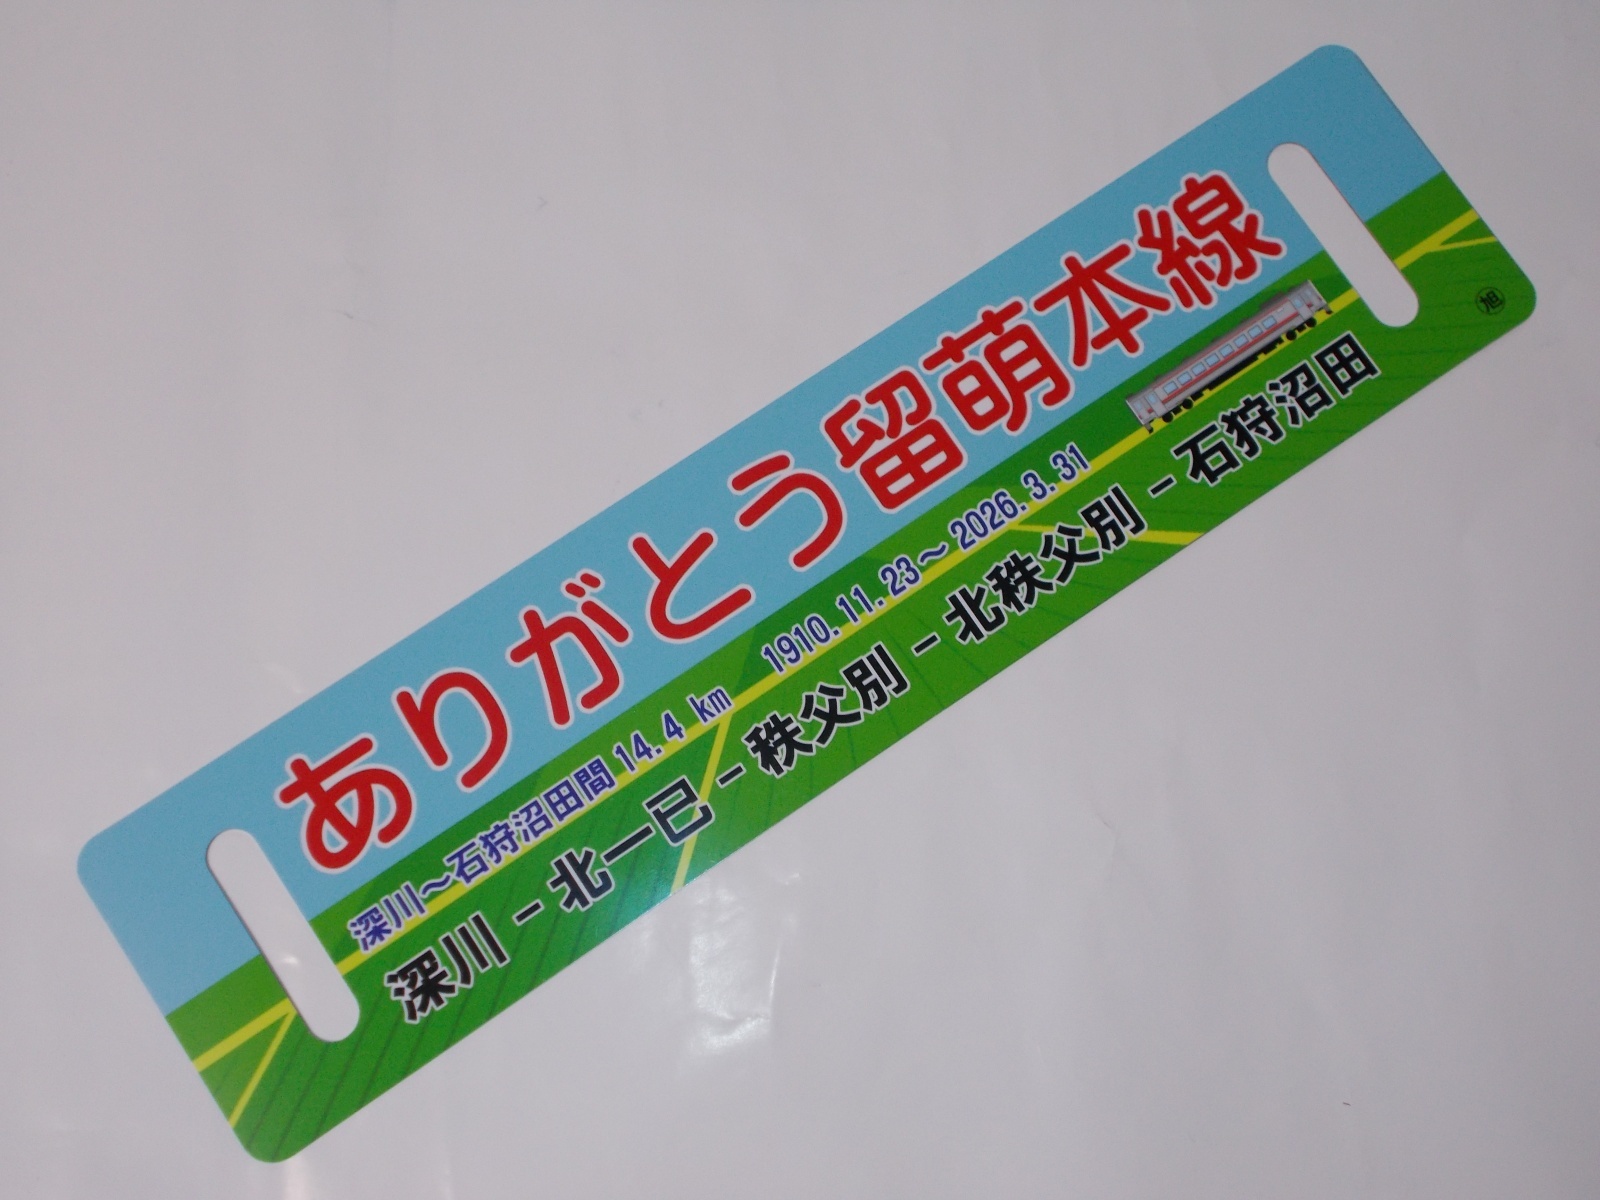 ありがとう留萌本線
深川～石狩沼田間 14.4 km 1910.11.23～2026.3.31
深川－北一已－秩父別－北秩父別－石狩沼田
旭